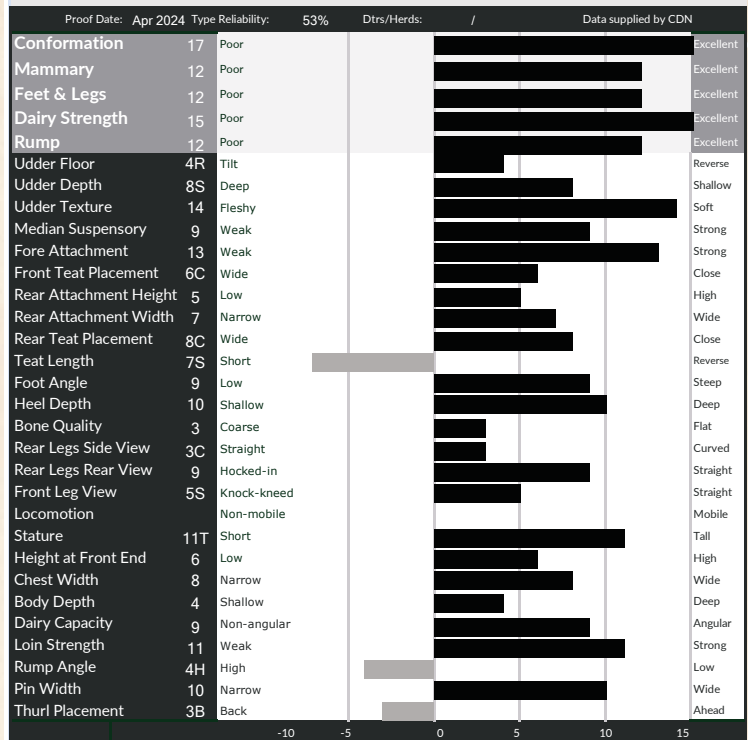 Proof Date: Apr 2024 Type Reliability: 53% Dtrs/Herds: / Data supplied by CDN
Conformation 17 Poor Excellent
Mammary 12 Poor Excellent
Feet & Legs 12 Poor Excellent
Dairy Strength 15 Poor Excellent
Rump 12 Poor Excellent
Udder Floor 4R Tilt Reverse
Udder Depth 8S Deep Shallow
Udder Texture 14 Fleshy Soft
Median Suspensory 9 Weak Strong
Fore Attachment 13 Weak Strong
Front Teat Placement 6C Wide Close
Rear Attachment Height 5 Low High
Rear Attachment Width 7 Narrow Wide
Rear Teat Placement 8C Wide Close
Teat Length 7S Short Reverse
Foot Angle 9 Low Steep
Heel Depth 10 Shallow Deep
Bone Quality 3 Coarse Flat
Rear Legs Side View 3C Straight Curved
Rear Legs Rear View 9 Hocked-in Straight
Front Leg View 5S Knock-kneed Straight
Locomotion Non-mobile Mobile
Stature 11T Short Tall
Height at Front End 6 Low High
Chest Width 8 Narrow Wide
Body Depth 4 Shallow Deep
Dairy Capacity 9 Non-angular Angular
Loin Strength 11 Weak Strong
Rump Angle 4H High Low
Pin Width 10 Narrow Wide
Thurl Placement 3B Back Ahead
-10 -5 0 5 10 15